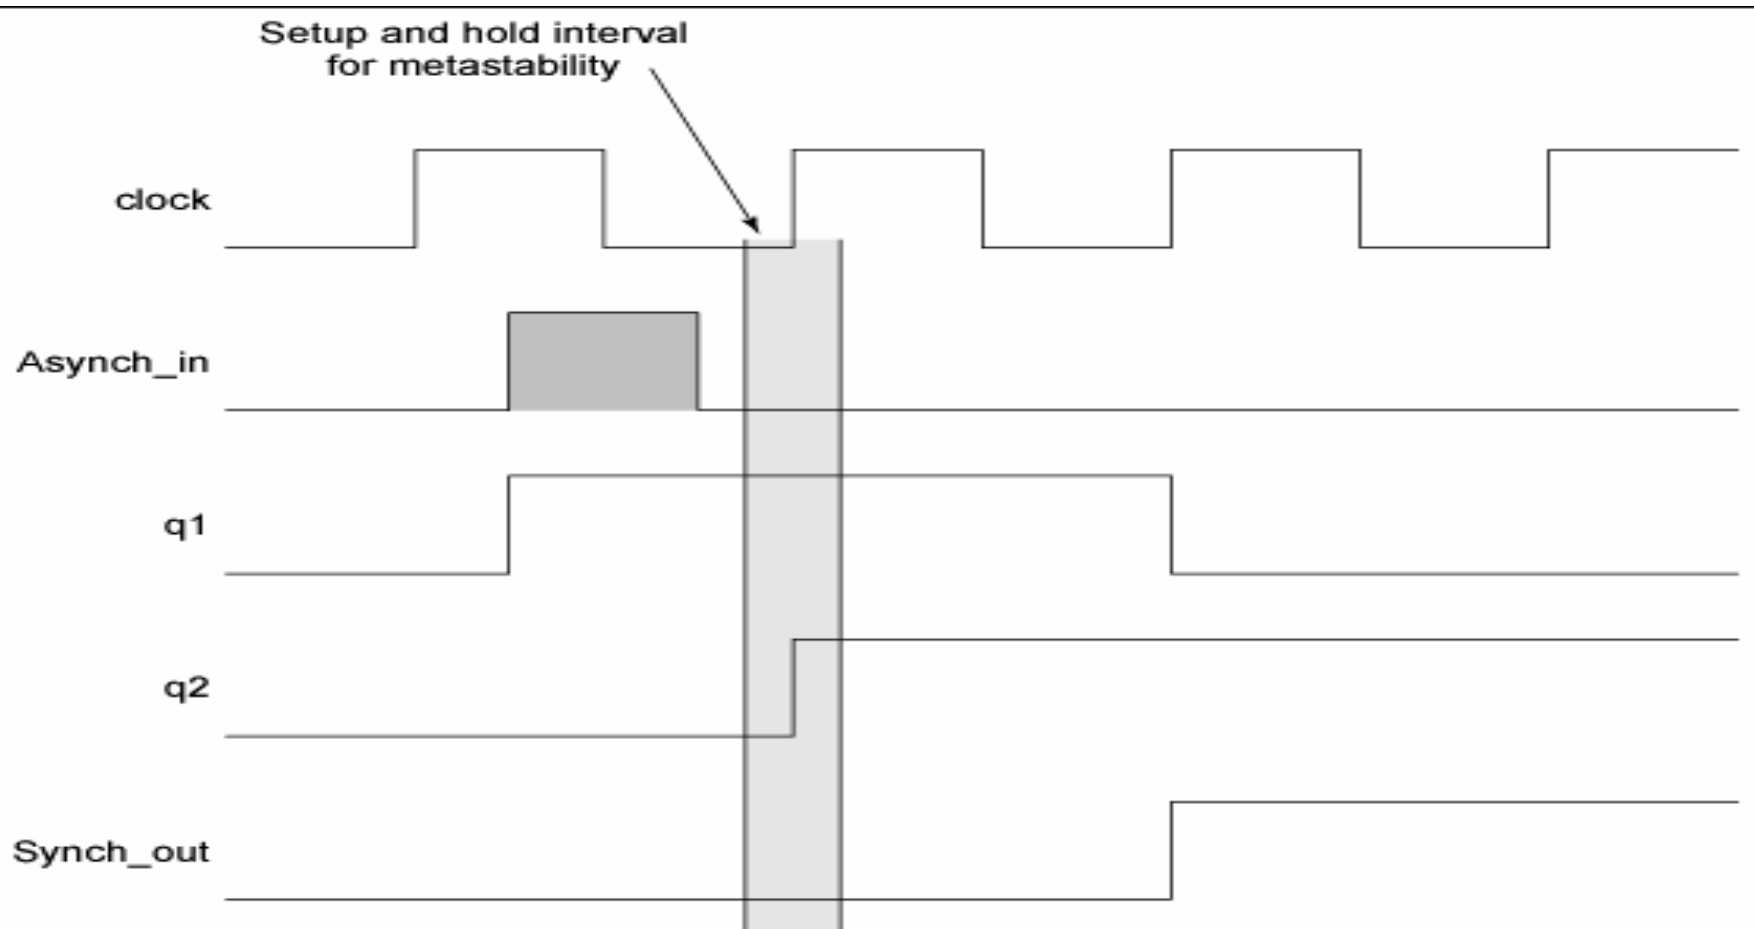 Setup and hold interval
for metastability
clock
Asynch_in
q1
q2
Synch_out